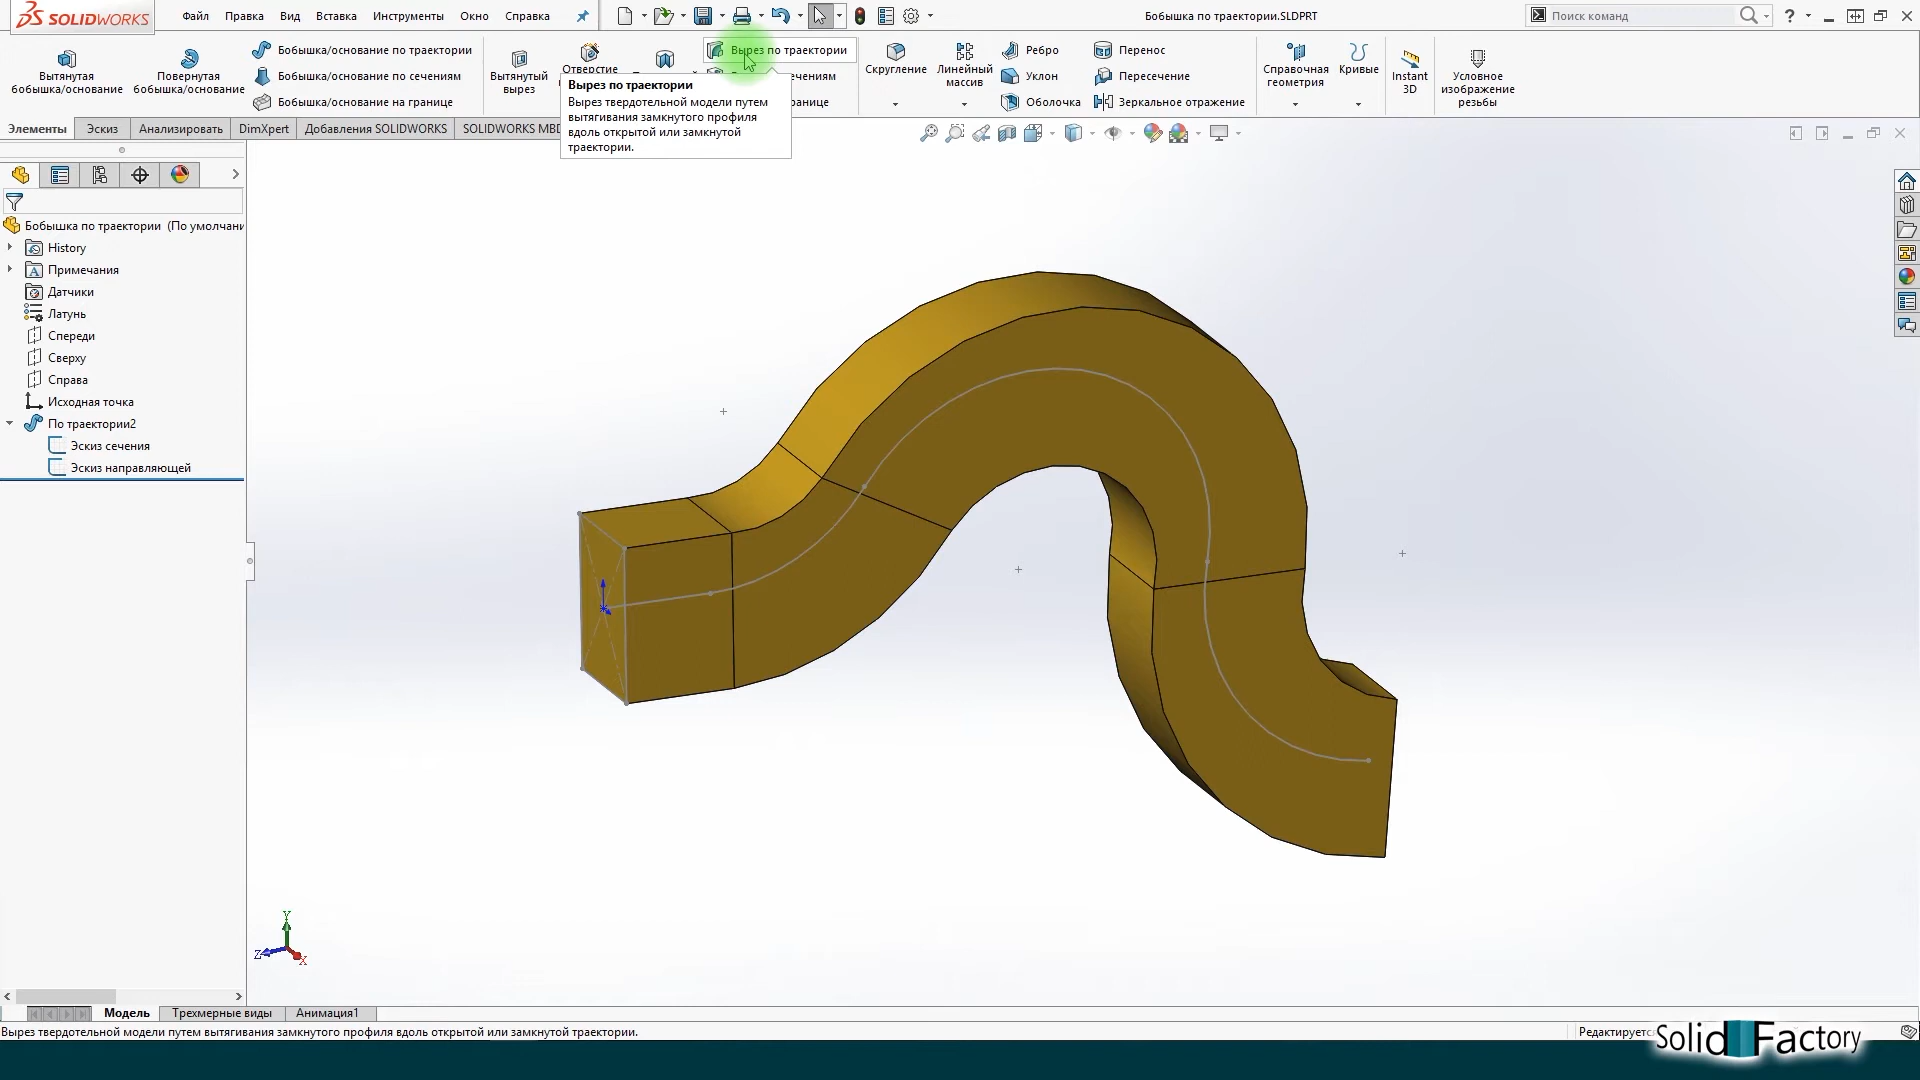 SOLIDWORKS
Файл Правка Вид Вставка Инструменты Окно Справка
Бобышка по траектории.SLDPRT
Поиск команд
Вытянутая бобышка/основание
Повернутая бобышка/основание
Бобышка/основание по траектории
Бобышка/основание по сечениям
Бобышка/основание на границе
Вытянутый вырез
Отверстие
Вырез по траектории
сечениям
границе
Скругление
Линейный массив
Ребро
Уклон
Оболочка
Перенос
Пересечение
Зеркальное отражение
Справочная геометрия
Кривые
Instant 3D
Условное изображение резьбы
Вырез по траектории
Вырез твердотельной модели путем
вытягивания замкнутого профиля
вдоль открытой или замкнутой
траектории.
Элементы Эскиз Анализировать DimXpert Добавления SOLIDWORKS SOLIDWORKS MBD
Бобышка по траектории (По умолчани
History
Примечания
Датчики
Латунь
Спереди
Сверху
Справа
Исходная точка
По траектории2
Эскиз сечения
Эскиз направляющей
Y
Z
X
Модель Трехмерные виды Анимация1
Вырез твердотельной модели путем вытягивания замкнутого профиля вдоль открытой или замкнутой траектории.
Редактируетс
Solid Factory